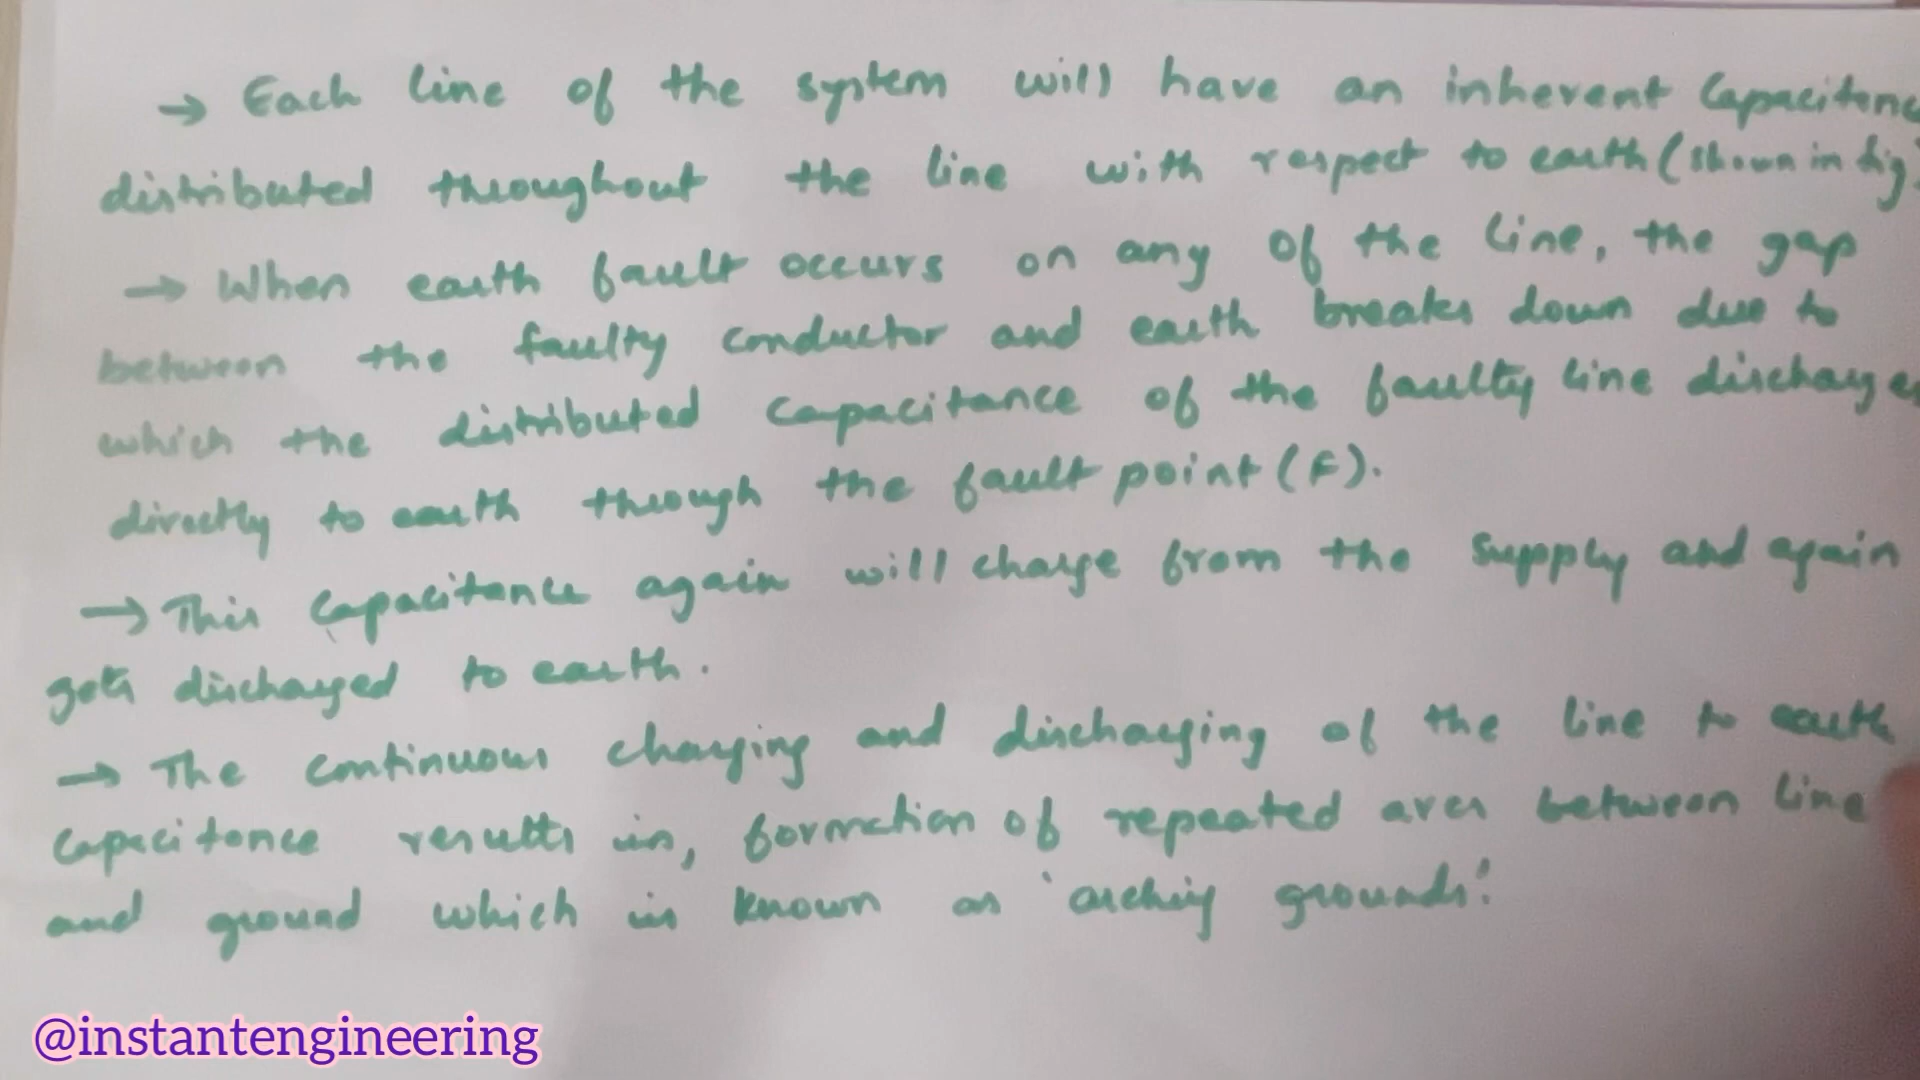 → Each line of the system will have an inherent Capacitenc
distributed throughout the line with respect to earth (shown in fig)
→ When earth fault occurs on any of the line, the gap
between the faulty conductor and earth breaks down due to
which the distributed capacitance of the faulty line discharges
directly to earth through the fault point (F).
→ This capacitance again will charge from the supply and again
gets discharged to earth.
→ The continuous charging and discharging of the line to earth
capacitance results in, formation of repeated arcs between line
and ground which is known as 'arching grounds'.
@instantengineering